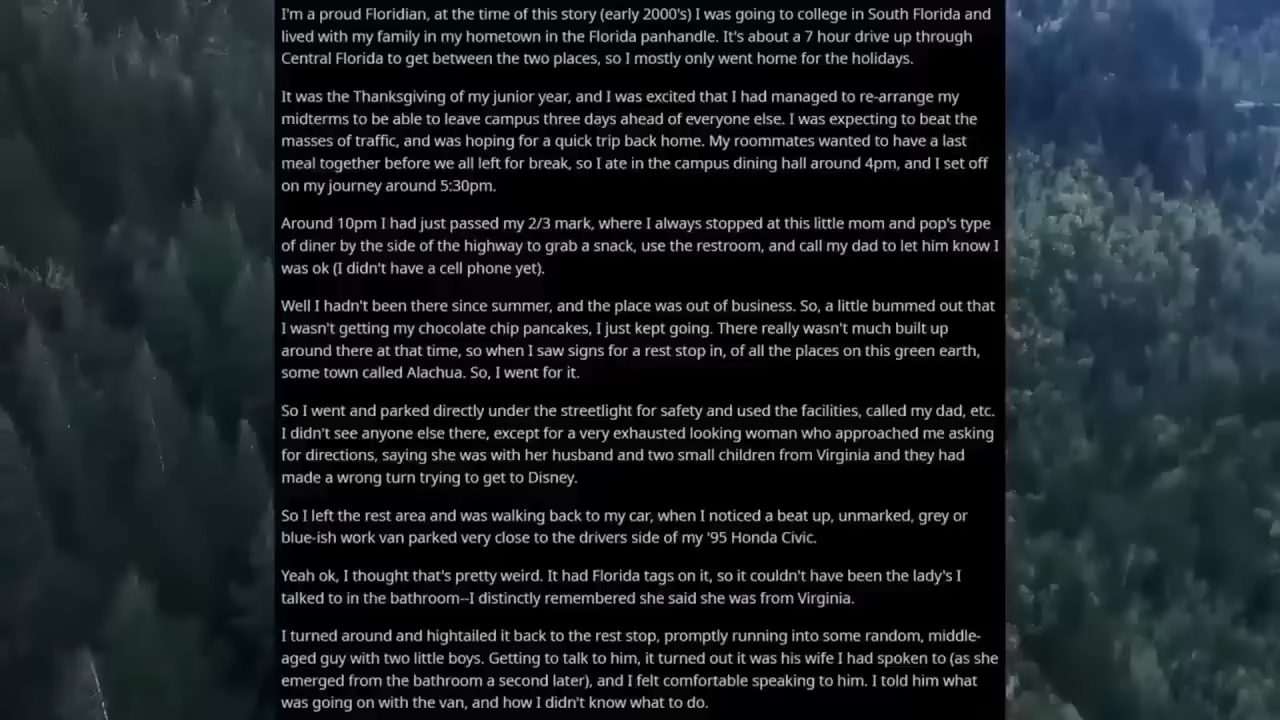 I'm a proud Floridian, at the time of this story (early 2000's) I was going to college in South Florida and
lived with my family in my hometown in the Florida panhandle. It's about a 7 hour drive up through
Central Florida to get between the two places, so I mostly only went home for the holidays.
It was the Thanksgiving of my junior year, and I was excited that I had managed to re-arrange my
midterms to be able to leave campus three days ahead of everyone else. I was expecting to beat the
masses of traffic, and was hoping for a quick trip back home. My roommates wanted to have a last
meal together before we all left for break, so I ate in the campus dining hall around 4pm, and I set off
on my journey around 5:30pm.
Around 10pm I had just passed my 2/3 mark, where I always stopped at this little mom and pop's type
of diner by the side of the highway to grab a snack, use the restroom, and call my dad to let him know I
was ok (I didn't have a cell phone yet).
Well I hadn't been there since summer, and the place was out of business. So, a little bummed out that
I wasn't getting my chocolate chip pancakes, I just kept going. There really wasn't much built up
around there at that time, so when I saw signs for a rest stop in, of all the places on this green earth,
some town called Alachua. So, I went for it.
So I went and parked directly under the streetlight for safety and used the facilities, called my dad, etc.
I didn't see anyone else there, except for a very exhausted looking woman who approached me asking
for directions, saying she was with her husband and two small children from Virginia and they had
made a wrong turn trying to get to Disney.
So I left the rest area and was walking back to my car, when I noticed a beat up, unmarked, grey or
blue-ish work van parked very close to the drivers side of my '95 Honda Civic.
Yeah ok, I thought that's pretty weird. It had Florida tags on it, so it couldn't have been the lady's I
talked to in the bathroom--I distinctly remembered she said she was from Virginia.
I turned around and hightailed it back to the rest stop, promptly running into some random, middle-
aged guy with two little boys. Getting to talk to him, it turned out it was his wife I had spoken to (as she
emerged from the bathroom a second later), and I felt comfortable speaking to him. I told him what
was going on with the van, and how I didn't know what to do.